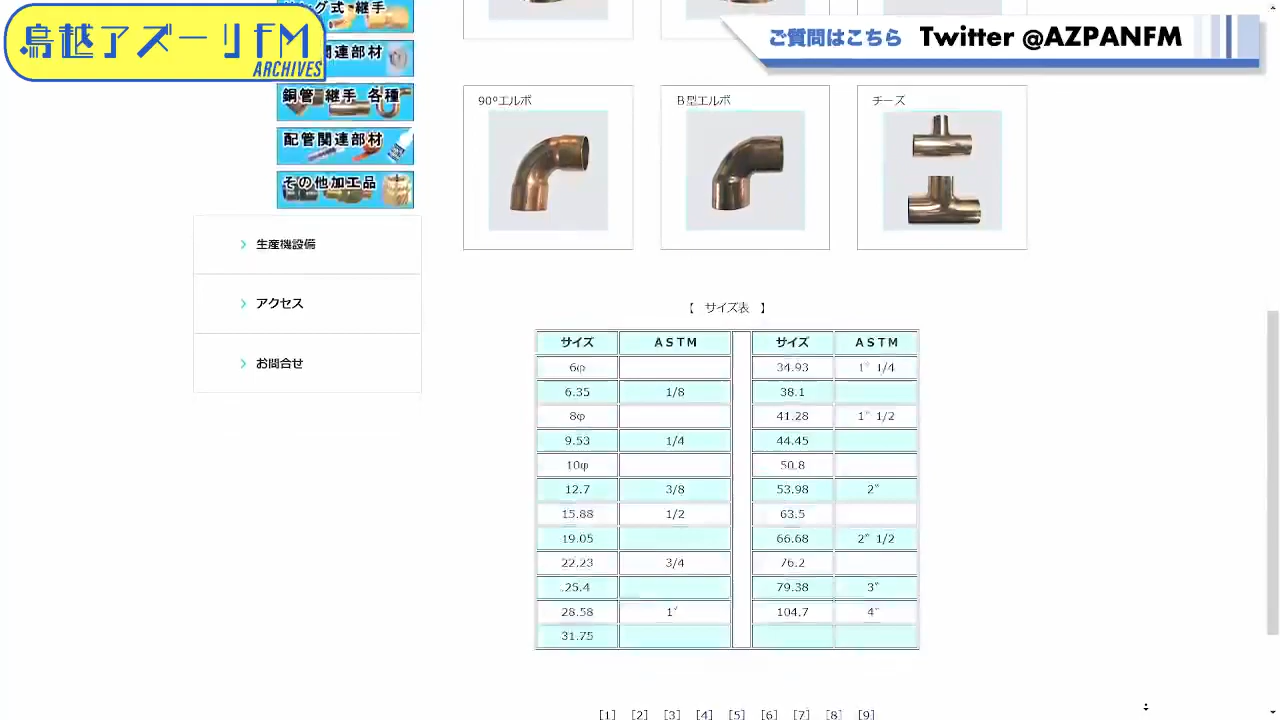 鳥越アズーリFM
ARCHIVES
ご質問はこちら Twitter @AZPANFM
グ式 継手
関連部材
銅管 継手 各種
配管関連部材
その他加工品
生産機設備
アクセス
お問合せ
90°エルボ
B型エルボ
チーズ
【 サイズ表 】
サイズ ASTM サイズ ASTM
6φ 34.93 1" 1/4
6.35 1/8 38.1
8φ 41.28 1" 1/2
9.53 1/4 44.45
10φ 50.8
12.7 3/8 53.98 2"
15.88 1/2 63.5
19.05 66.68 2" 1/2
22.23 3/4 76.2
25.4 79.38 3"
28.58 1" 104.7 4"
31.75
[1] [2] [3] [4] [5] [6] [7] [8] [9]